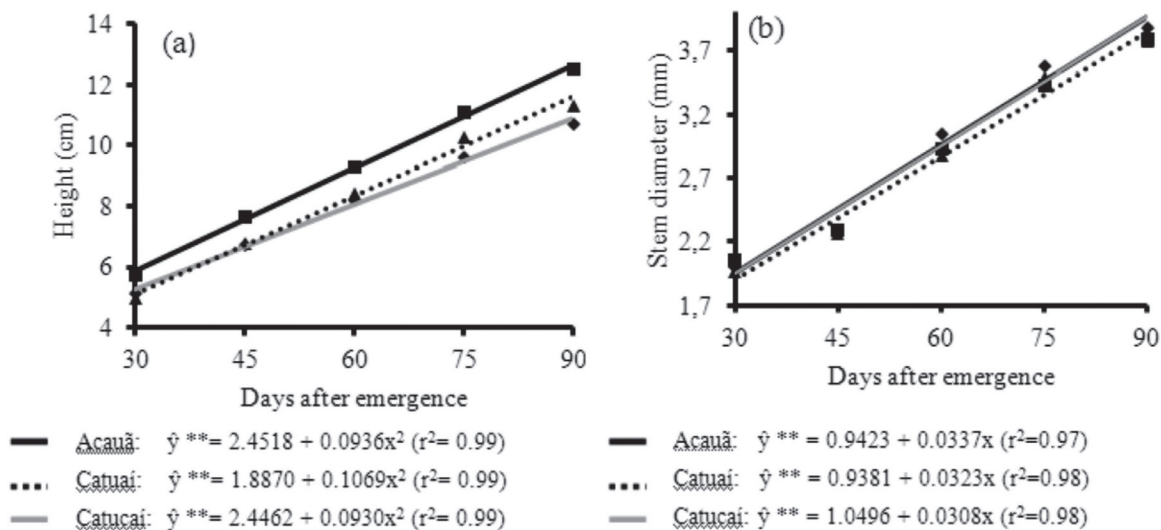 (a)
14
12
10
8
6
4
Height (cm)
30 45 60 75 90
Days after emergence
Acauã: ŷ **= 2.4518 + 0.0936x² (r²= 0.99)
Catuaí: ŷ **= 1.8870 + 0.1069x² (r²= 0.99)
Catucaí: ŷ **= 2.4462 + 0.0930x² (r²= 0.99)
(b)
3,7
3,2
2,7
2,2
1,7
Stem diameter (mm)
30 45 60 75 90
Days after emergence
Acauã: ŷ ** = 0.9423 + 0.0337x (r²=0.97)
Catuaí: ŷ ** = 0.9381 + 0.0323x (r²=0.98)
Catucaí: ŷ ** = 1.0496 + 0.0308x (r²=0.98)